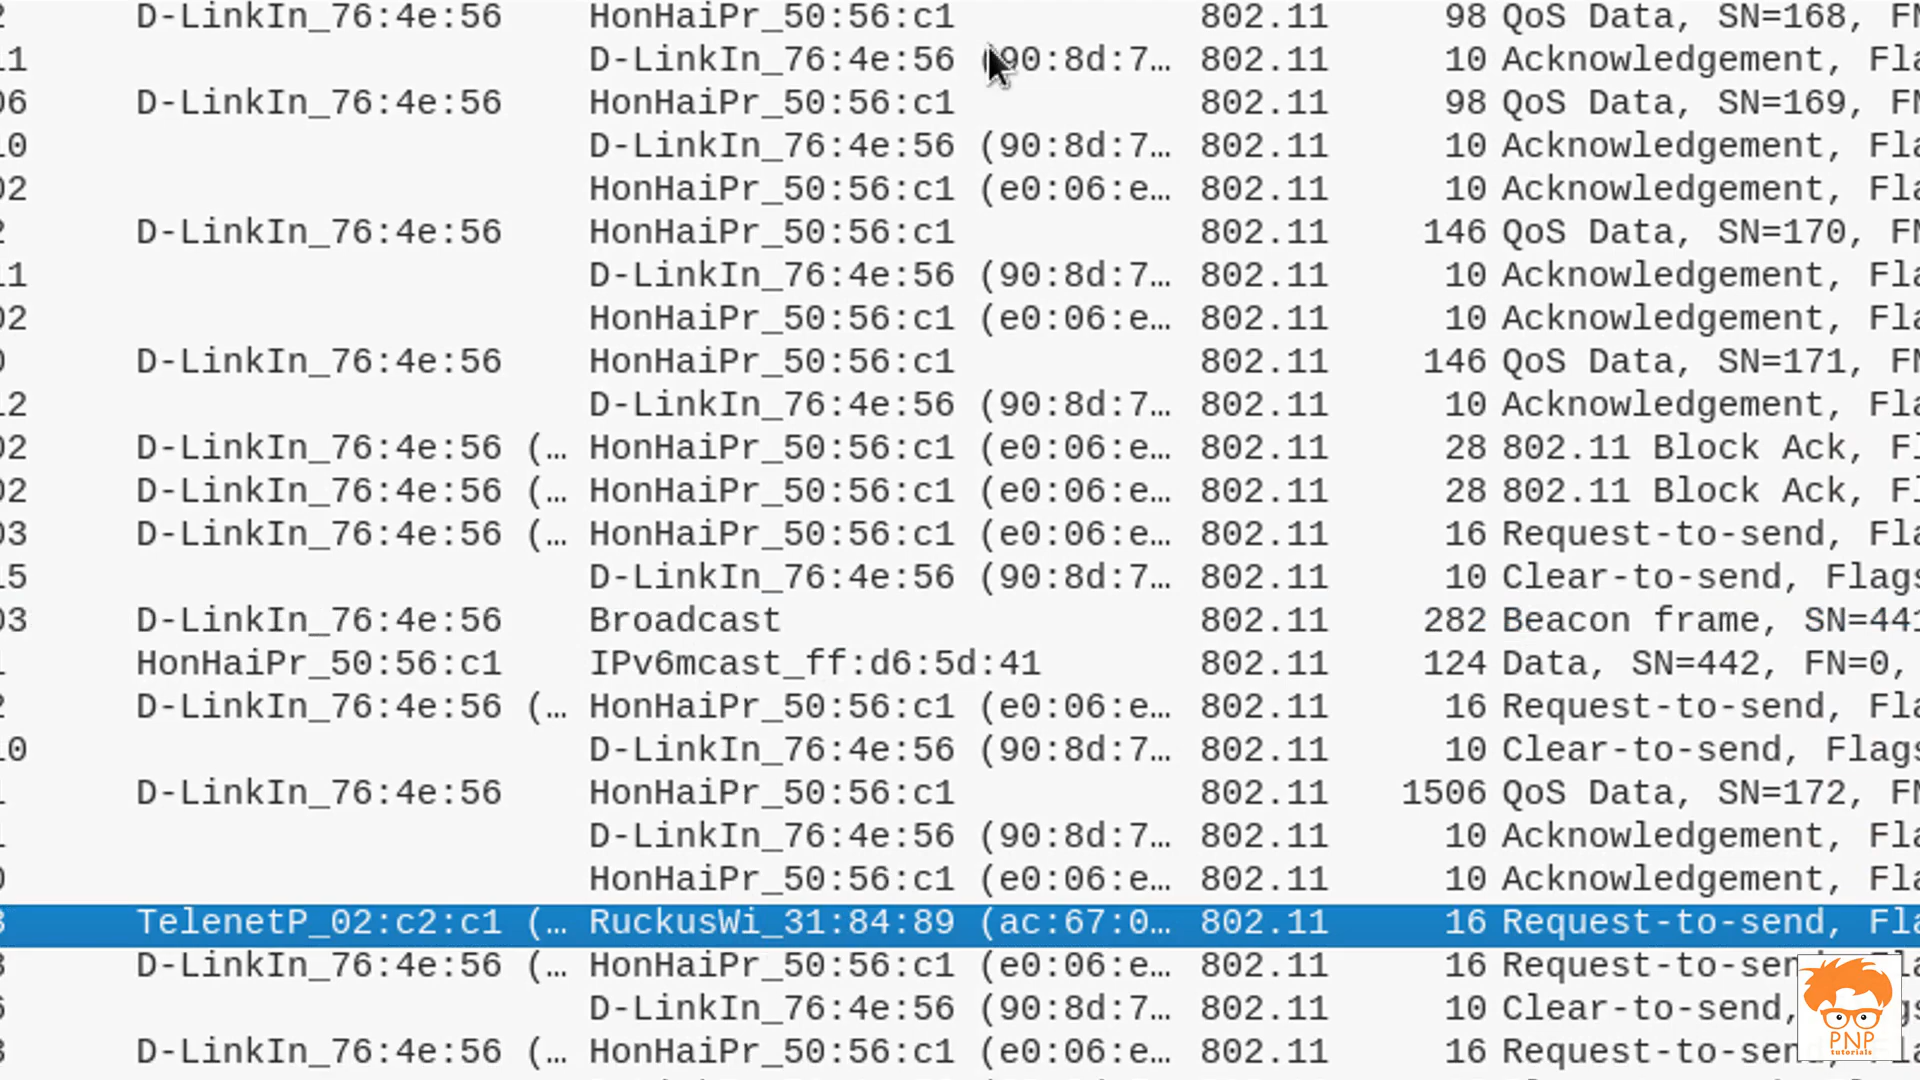 2 D-LinkIn_76:4e:56 HonHaiPr_50:56:c1 802.11 98 QoS Data, SN=168, FN
11 D-LinkIn_76:4e:56 (90:8d:7… 802.11 10 Acknowledgement, Fla
06 D-LinkIn_76:4e:56 HonHaiPr_50:56:c1 802.11 98 QoS Data, SN=169, FN
10 D-LinkIn_76:4e:56 (90:8d:7… 802.11 10 Acknowledgement, Fla
02 HonHaiPr_50:56:c1 (e0:06:e… 802.11 10 Acknowledgement, Fla
2 D-LinkIn_76:4e:56 HonHaiPr_50:56:c1 802.11 146 QoS Data, SN=170, FN
11 D-LinkIn_76:4e:56 (90:8d:7… 802.11 10 Acknowledgement, Fla
02 HonHaiPr_50:56:c1 (e0:06:e… 802.11 10 Acknowledgement, Fla
0 D-LinkIn_76:4e:56 HonHaiPr_50:56:c1 802.11 146 QoS Data, SN=171, FN
12 D-LinkIn_76:4e:56 (90:8d:7… 802.11 10 Acknowledgement, Fla
02 D-LinkIn_76:4e:56 (… HonHaiPr_50:56:c1 (e0:06:e… 802.11 28 802.11 Block Ack, Fl
02 D-LinkIn_76:4e:56 (… HonHaiPr_50:56:c1 (e0:06:e… 802.11 28 802.11 Block Ack, Fl
03 D-LinkIn_76:4e:56 (… HonHaiPr_50:56:c1 (e0:06:e… 802.11 16 Request-to-send, Fla
15 D-LinkIn_76:4e:56 (90:8d:7… 802.11 10 Clear-to-send, Flags
03 D-LinkIn_76:4e:56 Broadcast 802.11 282 Beacon frame, SN=441
1 HonHaiPr_50:56:c1 IPv6mcast_ff:d6:5d:41 802.11 124 Data, SN=442, FN=0,
2 D-LinkIn_76:4e:56 (… HonHaiPr_50:56:c1 (e0:06:e… 802.11 16 Request-to-send, Fla
10 D-LinkIn_76:4e:56 (90:8d:7… 802.11 10 Clear-to-send, Flags
1 D-LinkIn_76:4e:56 HonHaiPr_50:56:c1 802.11 1506 QoS Data, SN=172, FN
1 D-LinkIn_76:4e:56 (90:8d:7… 802.11 10 Acknowledgement, Fla
0 HonHaiPr_50:56:c1 (e0:06:e… 802.11 10 Acknowledgement, Fla
3 TelenetP_02:c2:c1 (… RuckusWi_31:84:89 (ac:67:0… 802.11 16 Request-to-send, Fla
3 D-LinkIn_76:4e:56 (… HonHaiPr_50:56:c1 (e0:06:e… 802.11 16 Request-to-sen
6 D-LinkIn_76:4e:56 (90:8d:7… 802.11 10 Clear-to-send,
3 D-LinkIn_76:4e:56 (… HonHaiPr_50:56:c1 (e0:06:e… 802.11 16 Request-to-send
PNP
tutorials